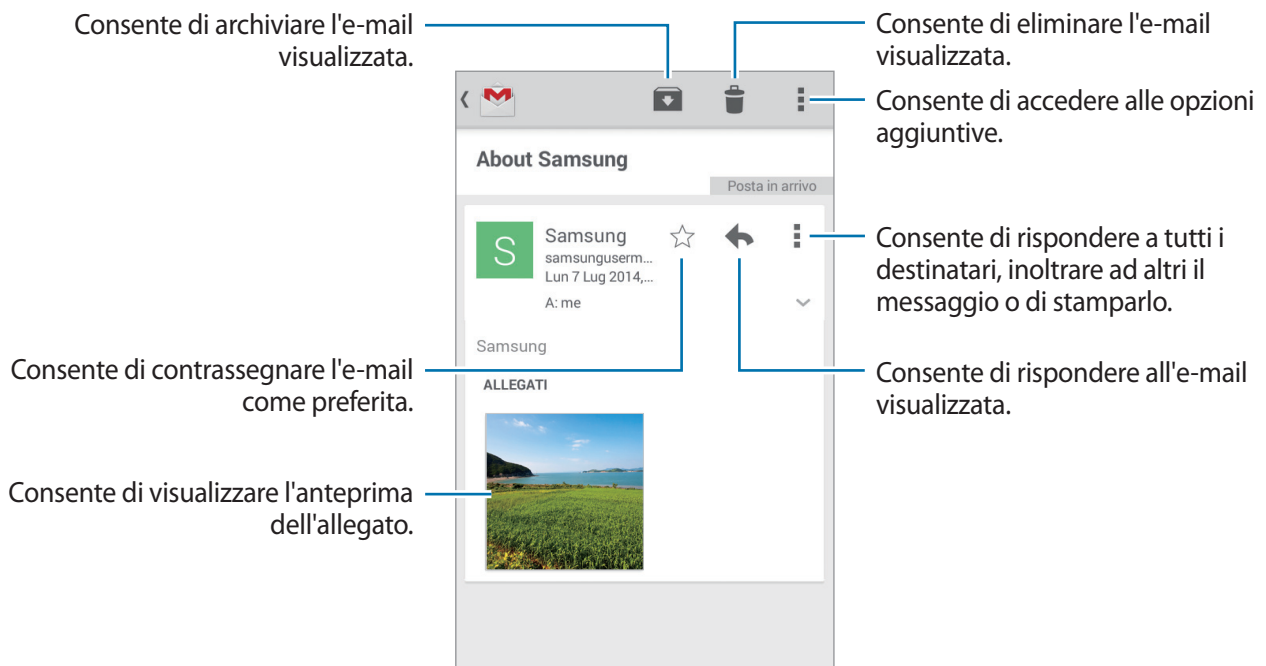 Consente di archiviare l'e-mail
visualizzata.
Consente di eliminare l'e-mail
visualizzata.
Consente di accedere alle opzioni
aggiuntive.
About Samsung
Posta in arrivo
S
Samsung
samsunguserm...
Lun 7 Lug 2014,...
A: me
Consente di rispondere a tutti i
destinatari, inoltrare ad altri il
messaggio o di stamparlo.
Samsung
Consente di contrassegnare l'e-mail
come preferita.
ALLEGATI
Consente di rispondere all'e-mail
visualizzata.
Consente di visualizzare l'anteprima
dell'allegato.